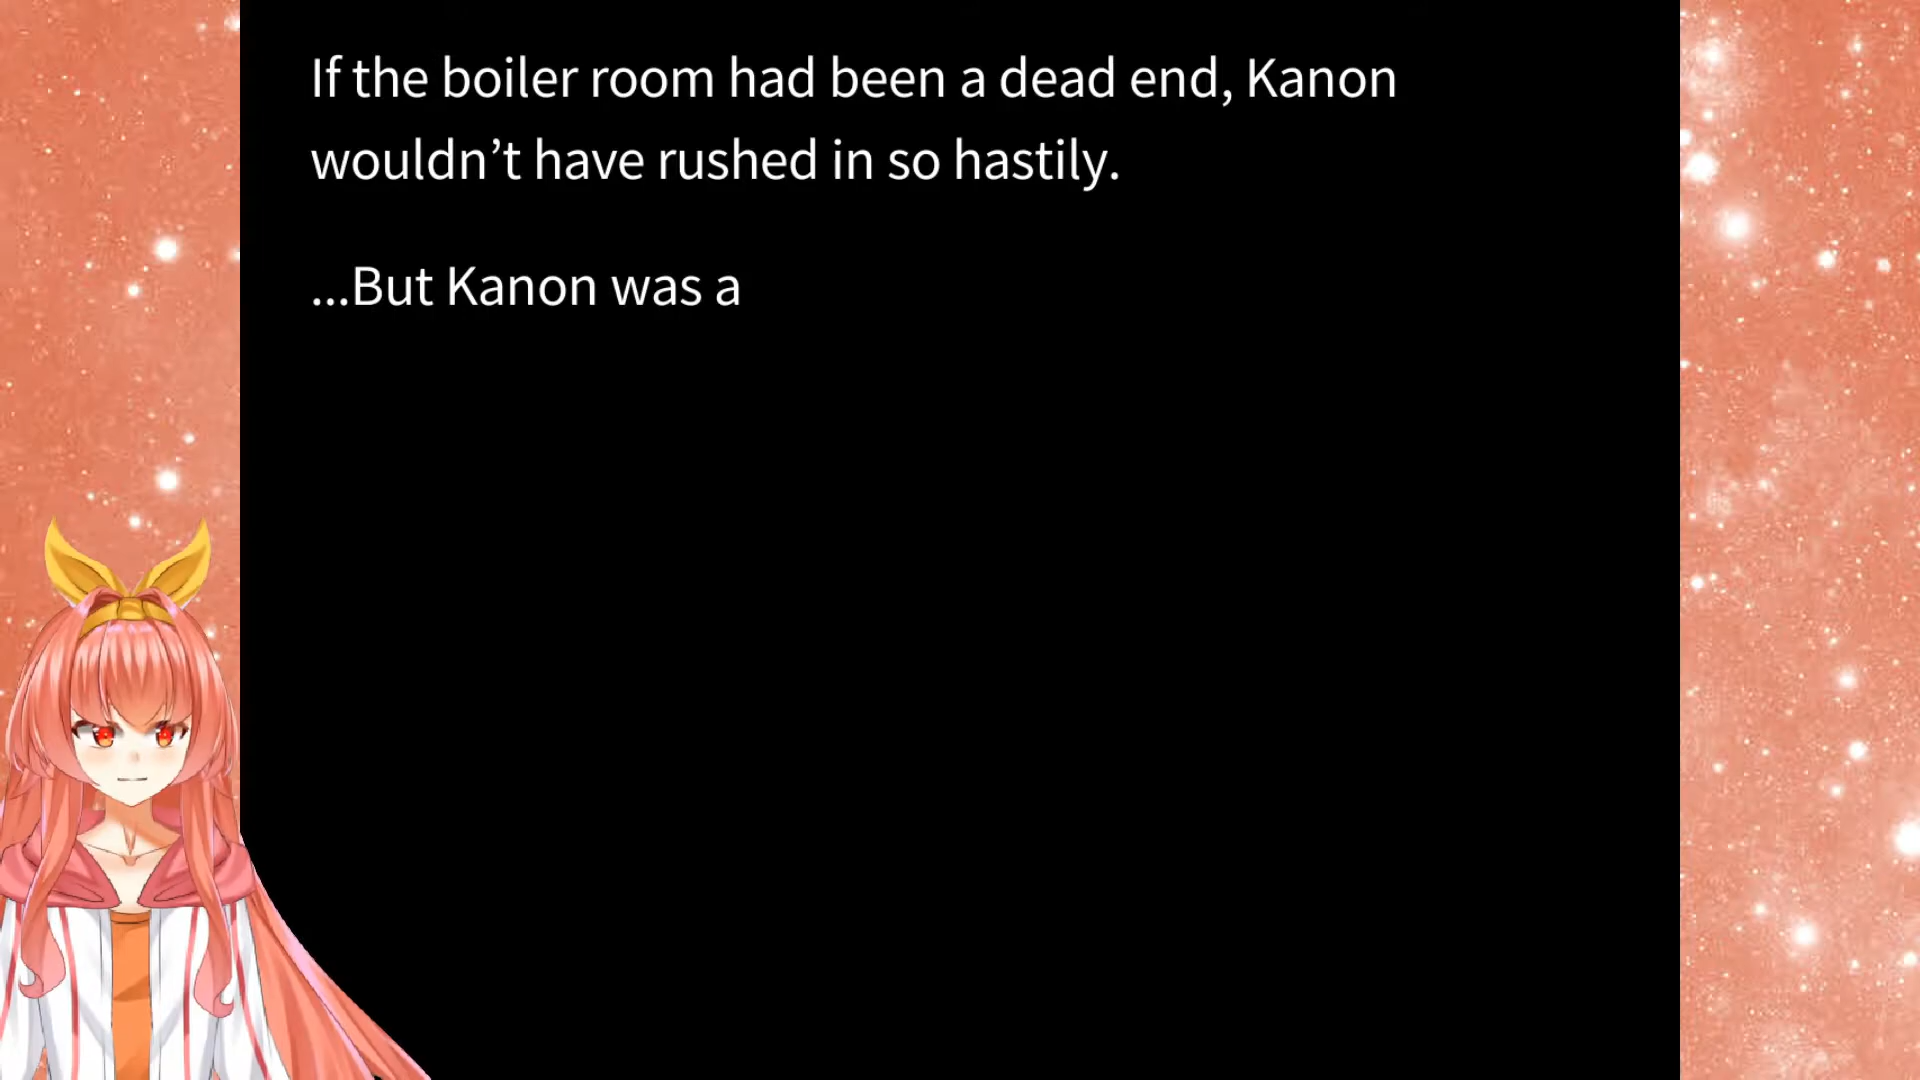 If the boiler room had been a dead end, Kanon
wouldn’t have rushed in so hastily.
...But Kanon was a